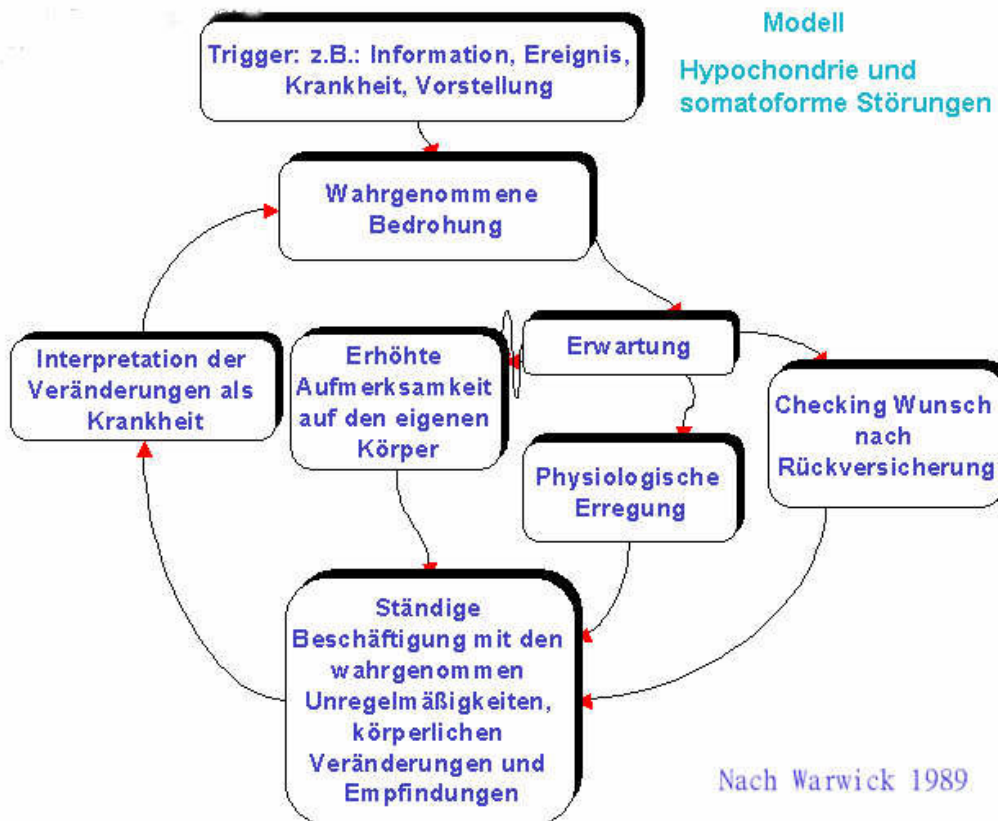 Modell
Hypochondrie und
somatoforme Störungen
Trigger: z.B.: Information, Ereignis,
Krankheit, Vorstellung
Wahrgenommene
Bedrohung
Erwartung
Interpretation der
Veränderungen als
Krankheit
Erhöhte
Aufmerksamkeit
auf den eigenen
Körper
Physiologische
Erregung
Checking Wunsch
nach
Rückversicherung
Ständige
Beschäftigung mit den
wahrgenommen
Unregelmäßigkeiten,
körperlichen
Veränderungen und
Empfindungen
Nach Warwick 1989